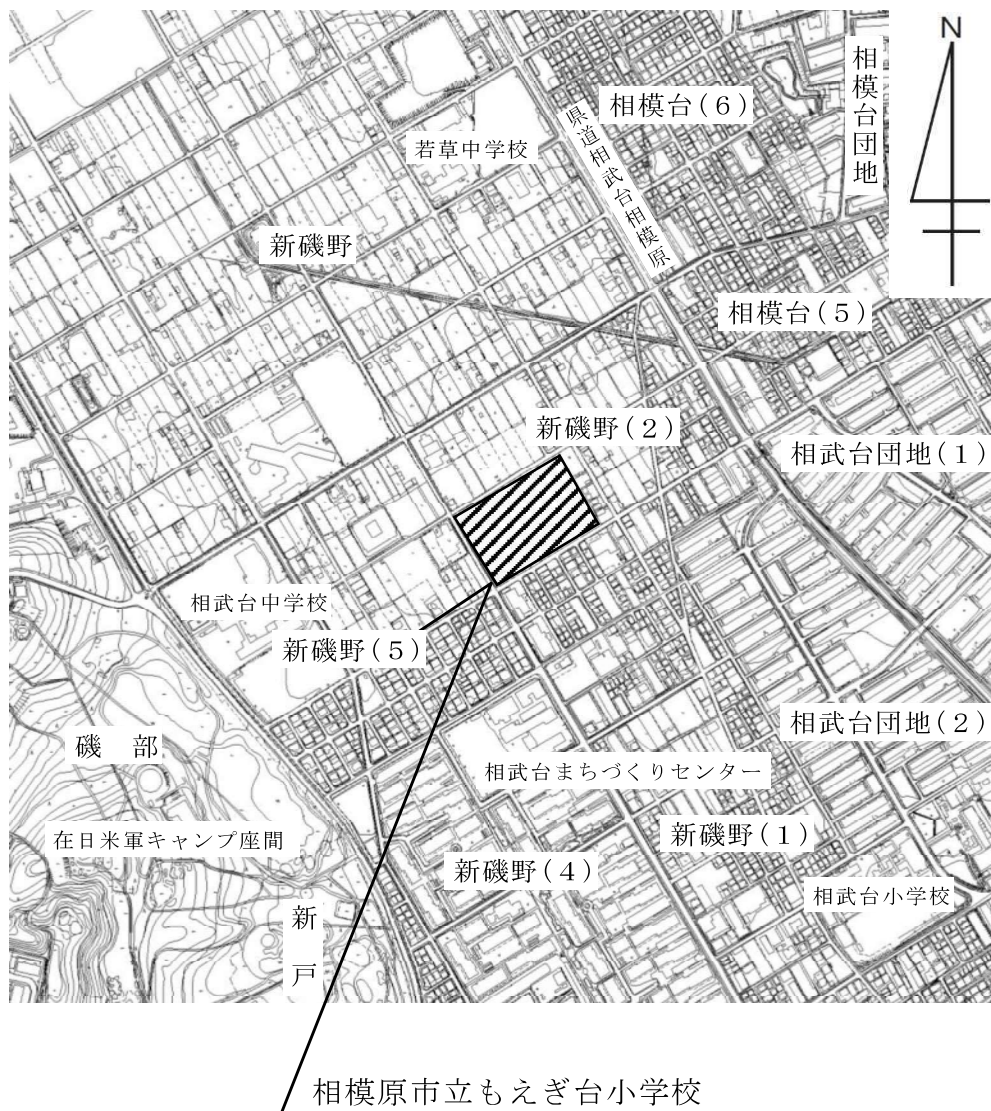 N
相模台(6)
相模台団地
県道相武台相模原
若草中学校
新磯野
相模台(5)
新磯野(2)
相武台団地(1)
相武台中学校
新磯野(5)
相武台団地(2)
磯　部
相武台まちづくりセンター
在日米軍キャンプ座間
新磯野(1)
新磯野(4)
相武台小学校
新　戸
相模原市立もえぎ台小学校